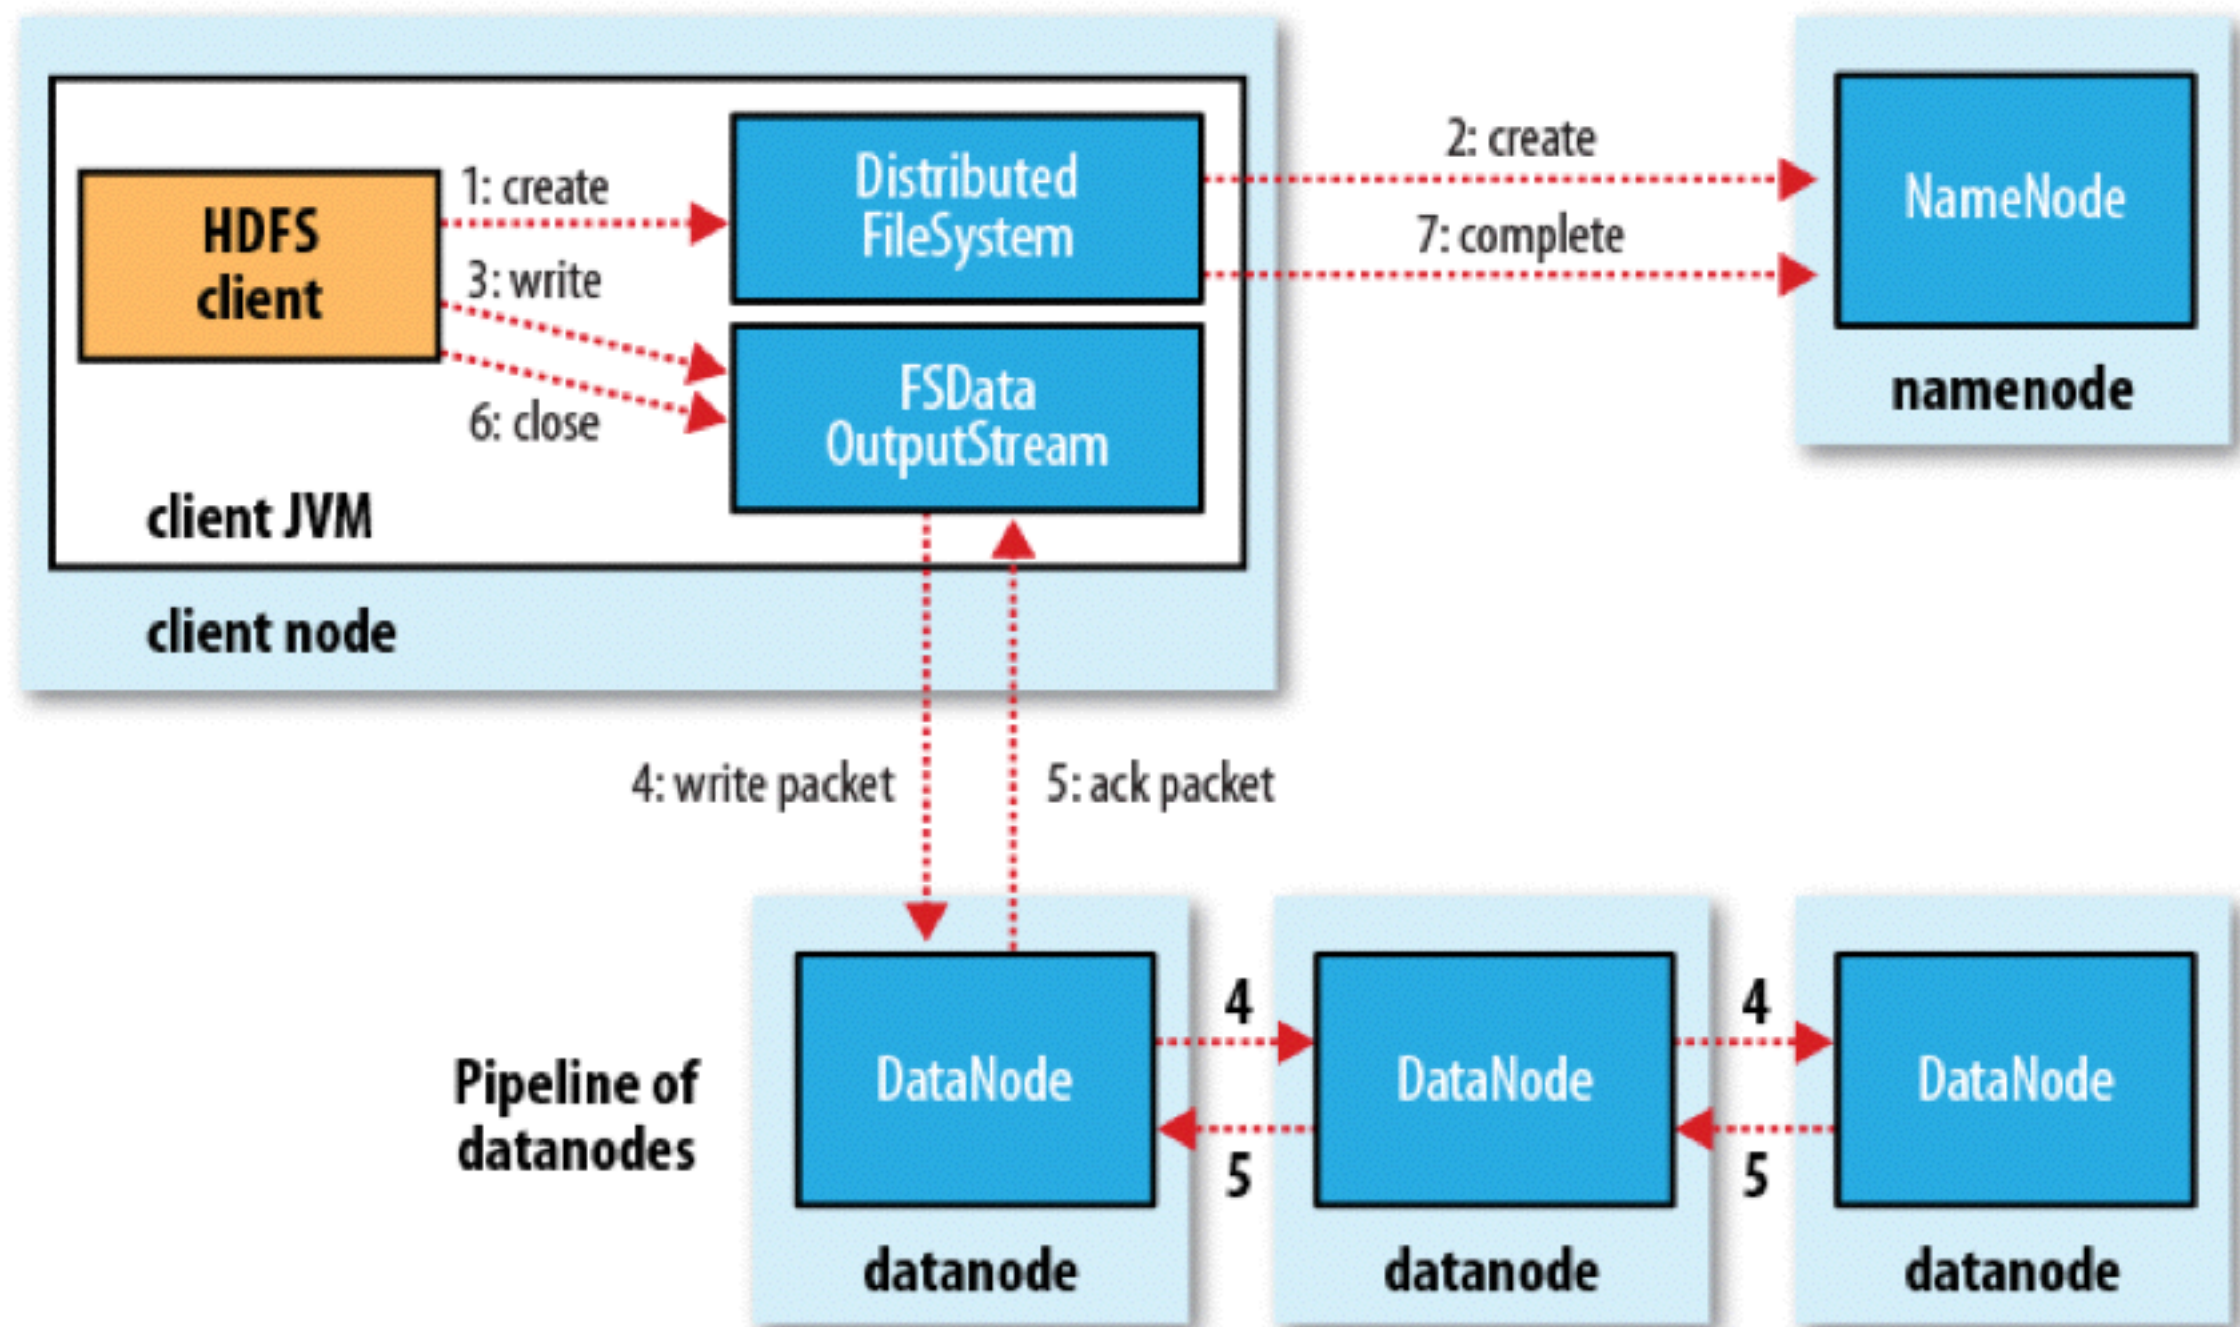 HDFS
client
1: create
3: write
6: close
Distributed
FileSystem
FSData
OutputStream
client JVM
client node
2: create
7: complete
NameNode
namenode
4: write packet
5: ack packet
Pipeline of
datanodes
DataNode
datanode
4
5
DataNode
datanode
4
5
DataNode
datanode